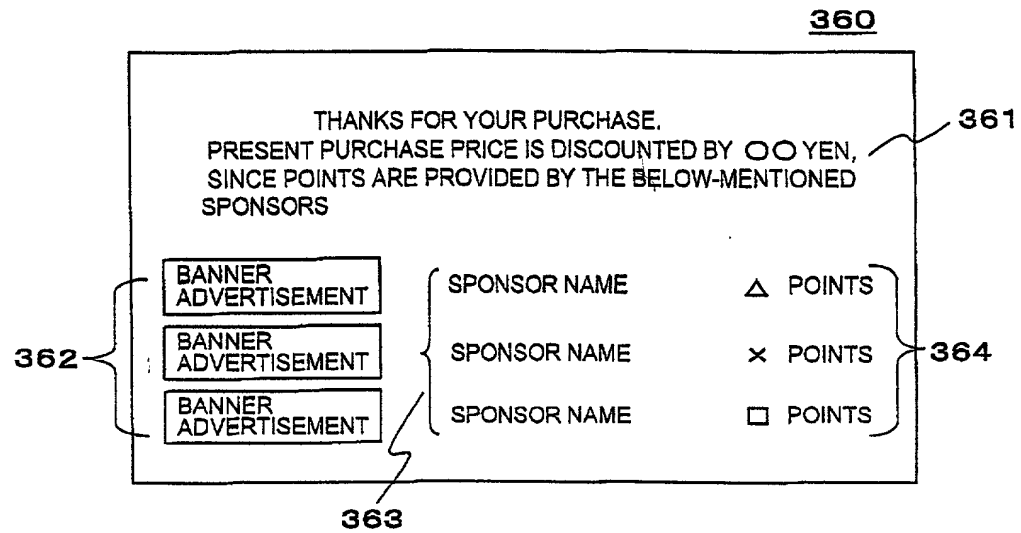 360
THANKS FOR YOUR PURCHASE.
PRESENT PURCHASE PRICE IS DISCOUNTED BY ○○ YEN,
SINCE POINTS ARE PROVIDED BY THE BELOW-MENTIONED
SPONSORS
361
BANNER
ADVERTISEMENT
SPONSOR NAME
△ POINTS
BANNER
ADVERTISEMENT
SPONSOR NAME
× POINTS
BANNER
ADVERTISEMENT
SPONSOR NAME
□ POINTS
362
364
363